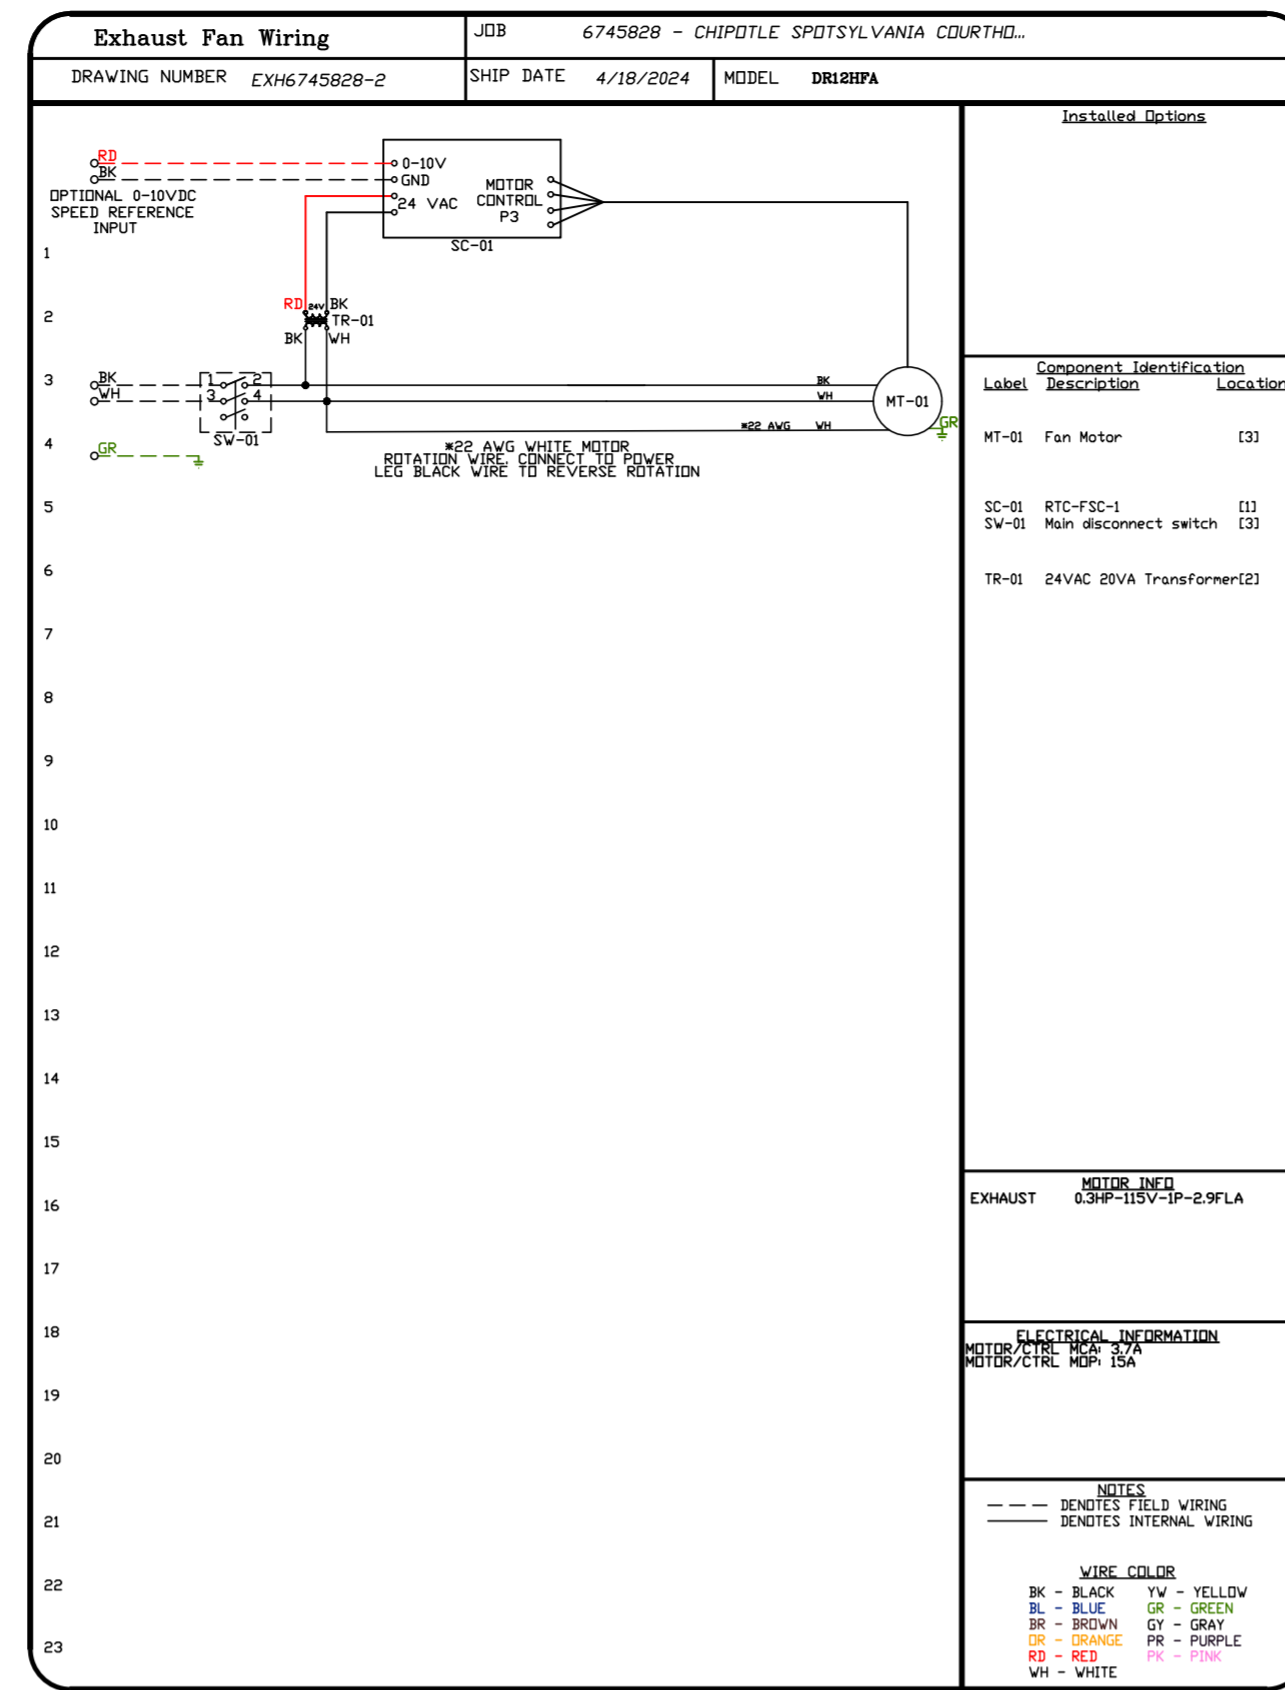 Exhaust Fan Wiring
JOB 6745828 - CHIPOTLE SPOTSYLVANIA COURTHO...
DRAWING NUMBER EXH6745828-2
SHIP DATE 4/18/2024
MODEL DR12HFA
RD
BK
OPTIONAL 0-10VDC
SPEED REFERENCE
INPUT
0-10V
GND
24 VAC
MOTOR
CONTROL
P3
SC-01
RD 24V BK
TR-01
BK WH
BK
WH
1 2
3 4
SW-01
GR
BK
WH
MT-01
*22 AWG WH
GR
*22 AWG WHITE MOTOR
ROTATION WIRE. CONNECT TO POWER
LEG BLACK WIRE TO REVERSE ROTATION
1
2
3
4
5
6
7
8
9
10
11
12
13
14
15
16
17
18
19
20
21
22
23
Installed Options
Component Identification
Label Description Location
MT-01 Fan Motor [3]
SC-01 RTC-FSC-1 [1]
SW-01 Main disconnect switch [3]
TR-01 24VAC 20VA Transformer[2]
MOTOR INFO
EXHAUST 0.3HP-115V-1P-2.9FLA
ELECTRICAL INFORMATION
MOTOR/CTRL MCA: 3.7A
MOTOR/CTRL MOP: 15A
NOTES
DENOTES FIELD WIRING
DENOTES INTERNAL WIRING
WIRE COLOR
BK - BLACK YW - YELLOW
BL - BLUE GR - GREEN
BR - BROWN GY - GRAY
OR - ORANGE PR - PURPLE
RD - RED PK - PINK
WH - WHITE